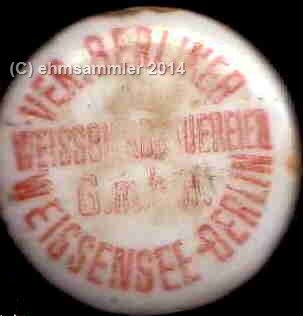 (C) ehmsammler 2014
VER. BERLINER
G.m.b.H.
WEISSENSEE-BERLIN